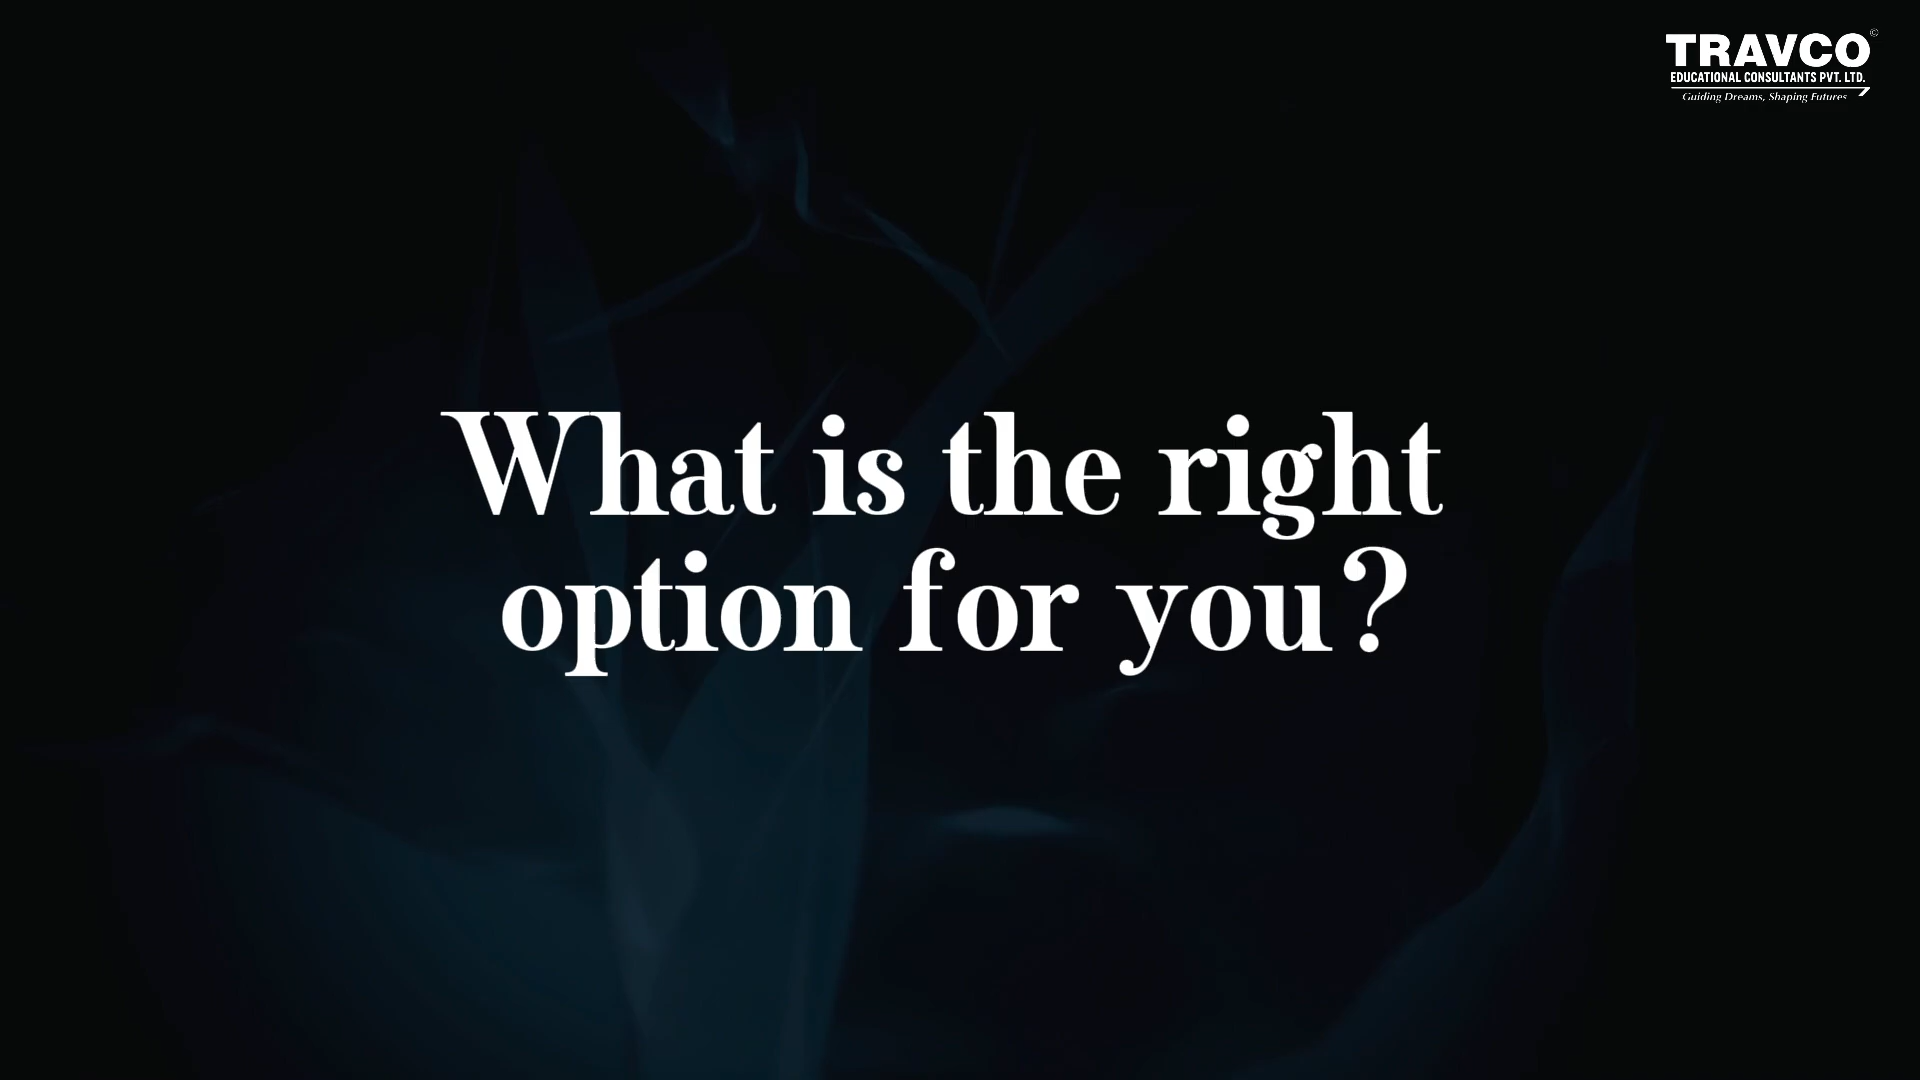 TRAVCO©
EDUCATIONAL CONSULTANTS PVT. LTD.
Guiding Dreams, Shaping Futures
What is the right
option for you?